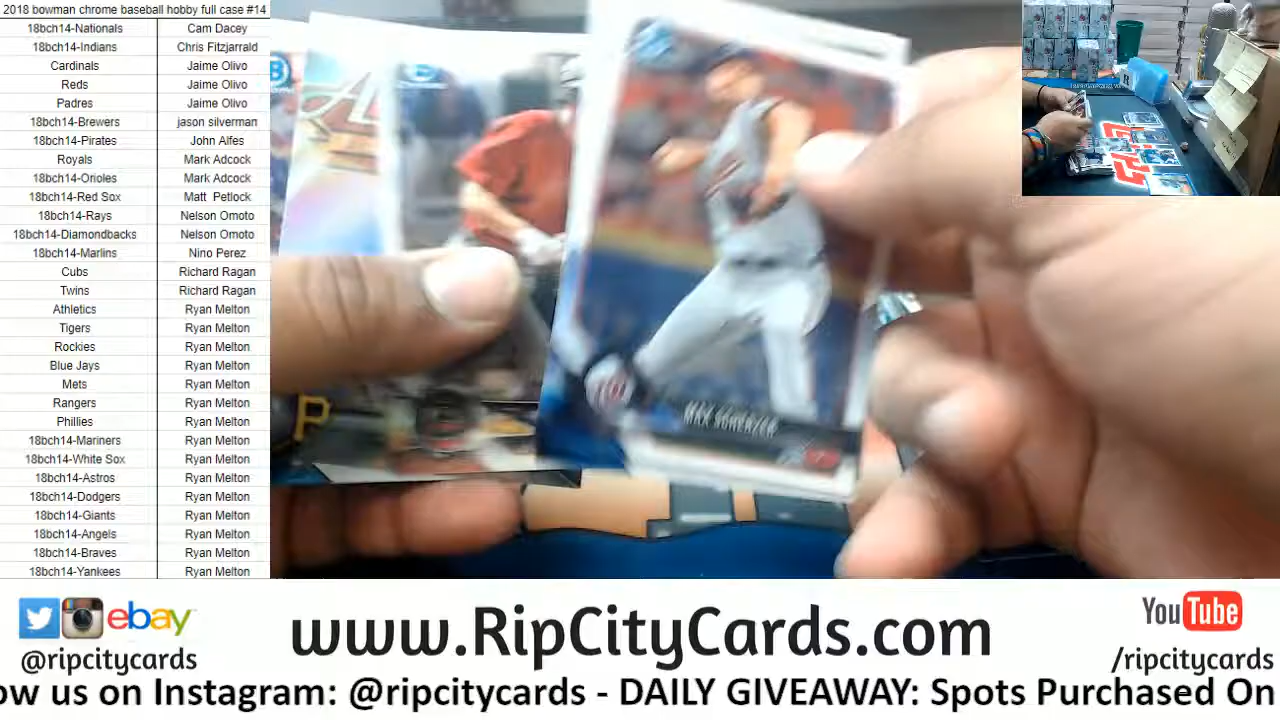 2018 bowman chrome baseball hobby full case #14
18bch14-Nationals Cam Dacey
18bch14-Indians Chris Fitzjarrald
Cardinals Jaime Olivo
Reds Jaime Olivo
Padres Jaime Olivo
18bch14-Brewers jason silverman
18bch14-Pirates John Alfes
Royals Mark Adcock
18bch14-Orioles Mark Adcock
18bch14-Red Sox Matt Petlock
18bch14-Rays Nelson Omoto
18bch14-Diamondbacks Nelson Omoto
18bch14-Marlins Nino Perez
Cubs Richard Ragan
Twins Richard Ragan
Athletics Ryan Melton
Tigers Ryan Melton
Rockies Ryan Melton
Blue Jays Ryan Melton
Mets Ryan Melton
Rangers Ryan Melton
Phillies Ryan Melton
18bch14-Mariners Ryan Melton
18bch14-White Sox Ryan Melton
18bch14-Astros Ryan Melton
18bch14-Dodgers Ryan Melton
18bch14-Giants Ryan Melton
18bch14-Angels Ryan Melton
18bch14-Braves Ryan Melton
18bch14-Yankees Ryan Melton
MAX SCHERZER
P
ebay
@ripcitycards
www.RipCityCards.com
YouTube
/ripcitycards
ow us on Instagram: @ripcitycards - DAILY GIVEAWAY: Spots Purchased On